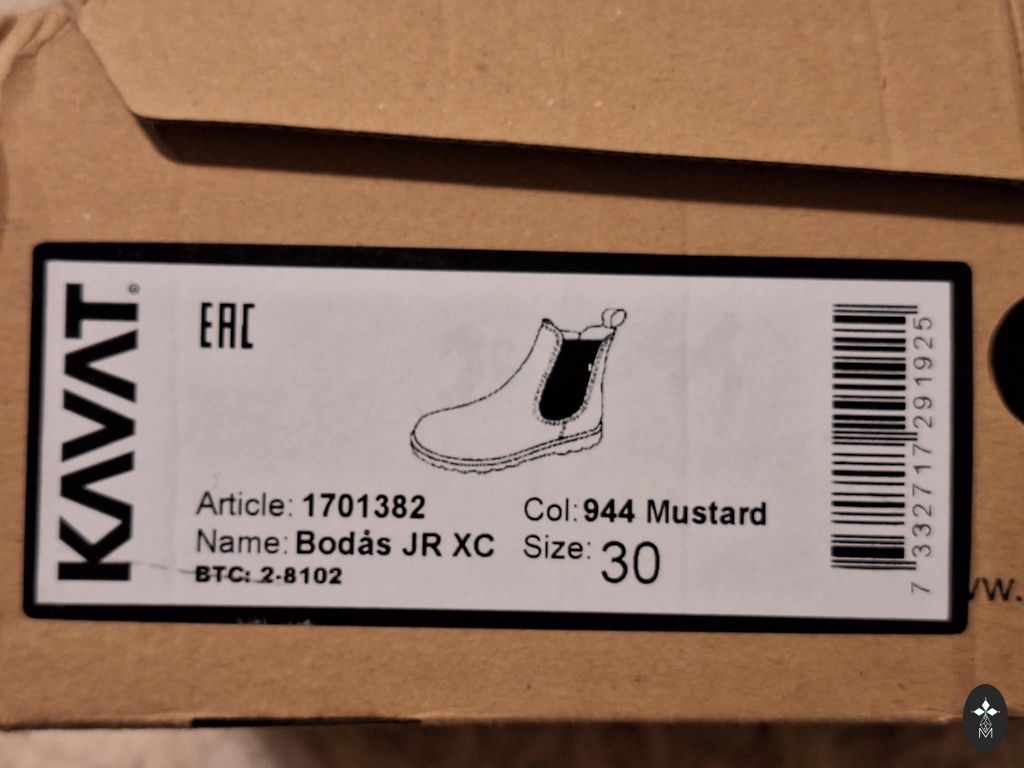 KAVAT®
EAC
Article: 1701382
Name: Bodås JR XC
BTC: 2-8102
Col: 944 Mustard
Size: 30
7 332717 291925
M